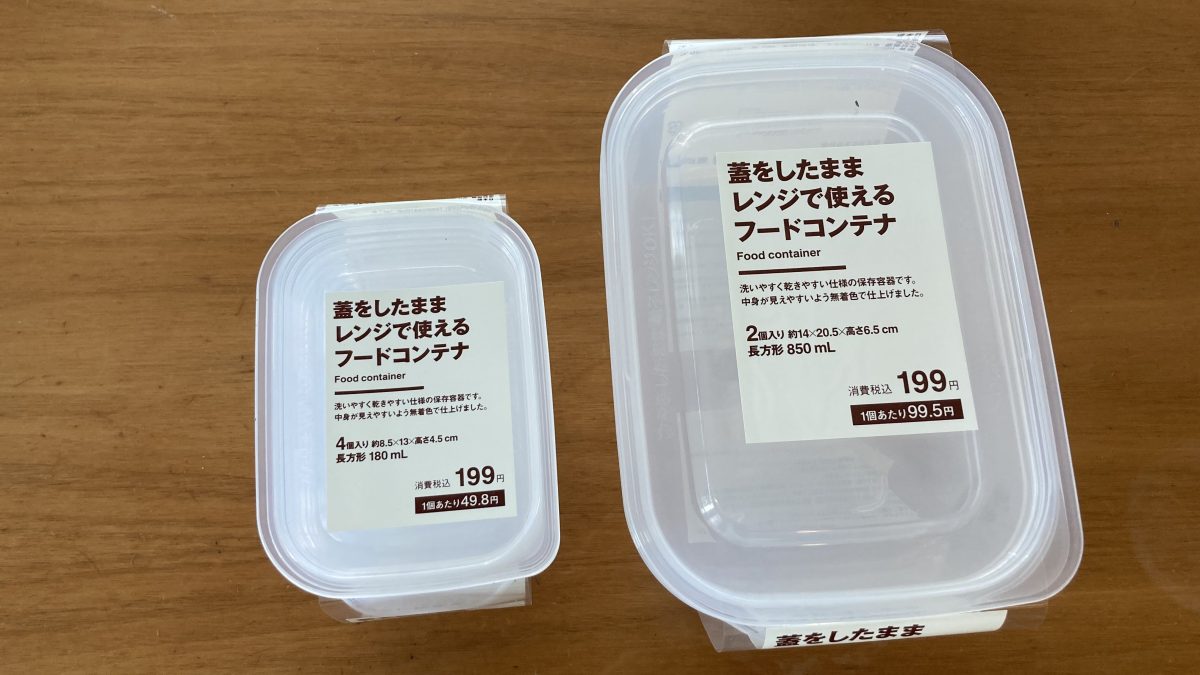 蓋をしたまま
レンジで使える
フードコンテナ
Food container
洗いやすく乾きやすい仕様の保存容器です。
中身が見えやすいよう無着色で仕上げました。
4個入り 約8.5×13×高さ4.5cm
長方形 180mL
消費税込 199円
1個あたり49.8円
蓋をしたまま
レンジで使える
フードコンテナ
Food container
洗いやすく乾きやすい仕様の保存容器です。
中身が見えやすいよう無着色で仕上げました。
2個入り 約14×20.5×高さ6.5cm
長方形 850mL
消費税込 199円
1個あたり99.5円
蓋をしたまま